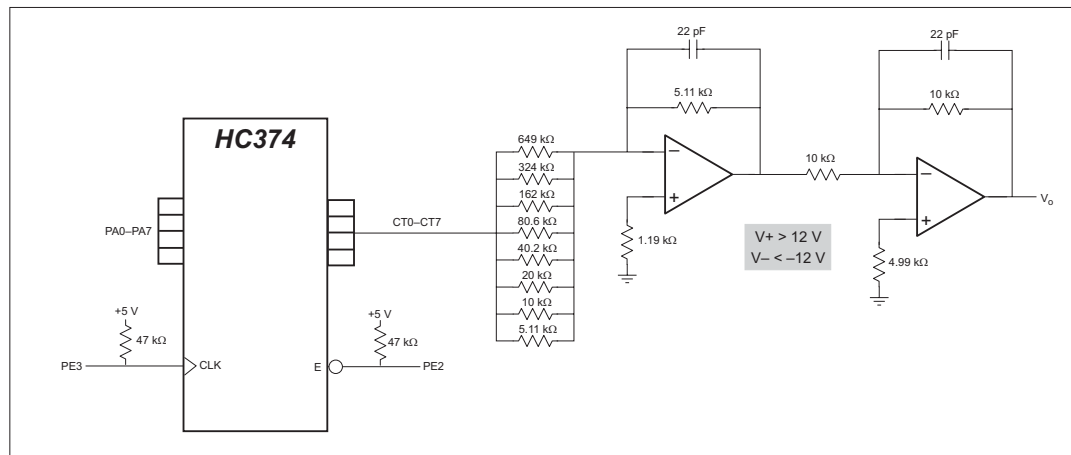 22 pF
22 pF
5.11 kΩ
10 kΩ
HC374
649 kΩ
324 kΩ
162 kΩ
80.6 kΩ
40.2 kΩ
20 kΩ
10 kΩ
5.11 kΩ
10 kΩ
PA0–PA7
CT0–CT7
1.19 kΩ
V+ > 12 V
V– < –12 V
4.99 kΩ
Vo
+5 V
47 kΩ
+5 V
47 kΩ
PE3
CLK
E
PE2